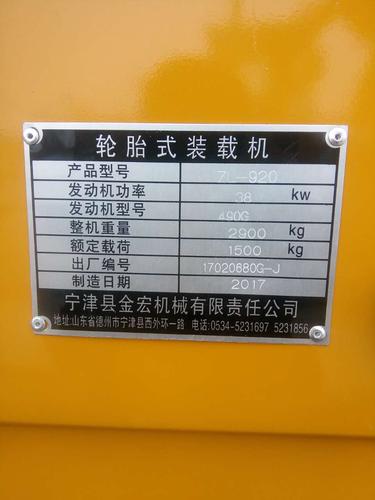 轮胎式装载机
产品型号 ZL-920
发动机功率 38 kw
发动机型号 490G
整机重量 2900 kg
额定载荷 1500 kg
出厂编号 17020680G-J
制造日期 2017
宁津县金宏机械有限责任公司
地址:山东省德州市宁津县西外环一路 电话:0534-5231697 5231856